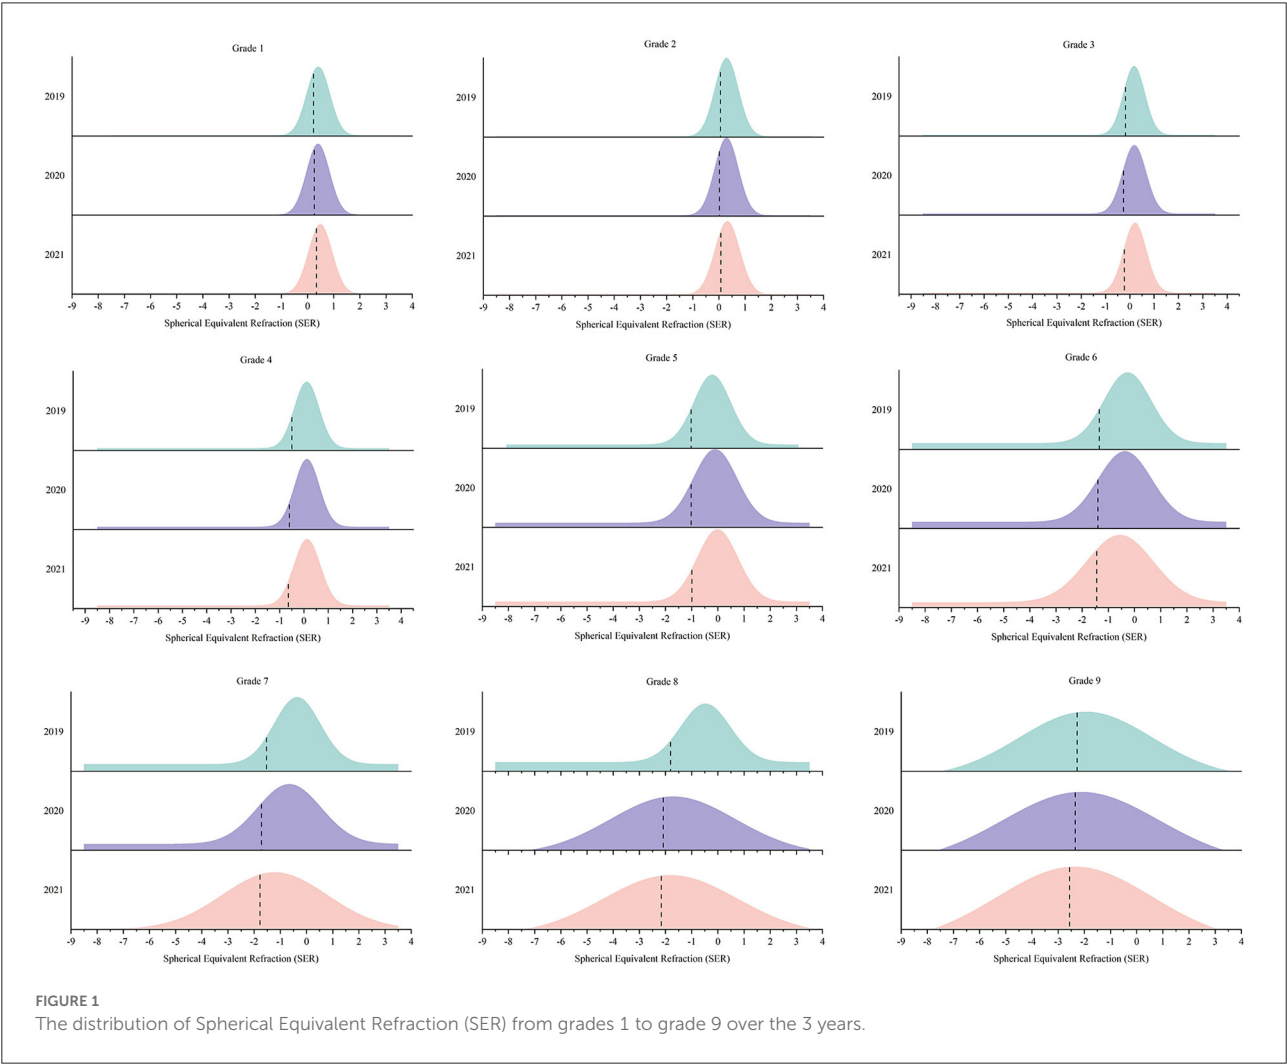 Grade 1
2019
2020
2021
-9 -8 -7 -6 -5 -4 -3 -2 -1 0 1 2 3 4
Spherical Equivalent Refraction (SER)
Grade 2
2019
2020
2021
-9 -8 -7 -6 -5 -4 -3 -2 -1 0 1 2 3 4
Spherical Equivalent Refraction (SER)
Grade 3
2019
2020
2021
-9 -8 -7 -6 -5 -4 -3 -2 -1 0 1 2 3 4
Spherical Equivalent Refraction (SER)
Grade 4
2019
2020
2021
-9 -8 -7 -6 -5 -4 -3 -2 -1 0 1 2 3 4
Spherical Equivalent Refraction (SER)
Grade 5
2019
2020
2021
-9 -8 -7 -6 -5 -4 -3 -2 -1 0 1 2 3 4
Spherical Equivalent Refraction (SER)
Grade 6
2019
2020
2021
-9 -8 -7 -6 -5 -4 -3 -2 -1 0 1 2 3 4
Spherical Equivalent Refraction (SER)
Grade 7
2019
2020
2021
-9 -8 -7 -6 -5 -4 -3 -2 -1 0 1 2 3 4
Spherical Equivalent Refraction (SER)
Grade 8
2019
2020
2021
-9 -8 -7 -6 -5 -4 -3 -2 -1 0 1 2 3 4
Spherical Equivalent Refraction (SER)
Grade 9
2019
2020
2021
-9 -8 -7 -6 -5 -4 -3 -2 -1 0 1 2 3 4
Spherical Equivalent Refraction (SER)
FIGURE 1
The distribution of Spherical Equivalent Refraction (SER) from grades 1 to grade 9 over the 3 years.